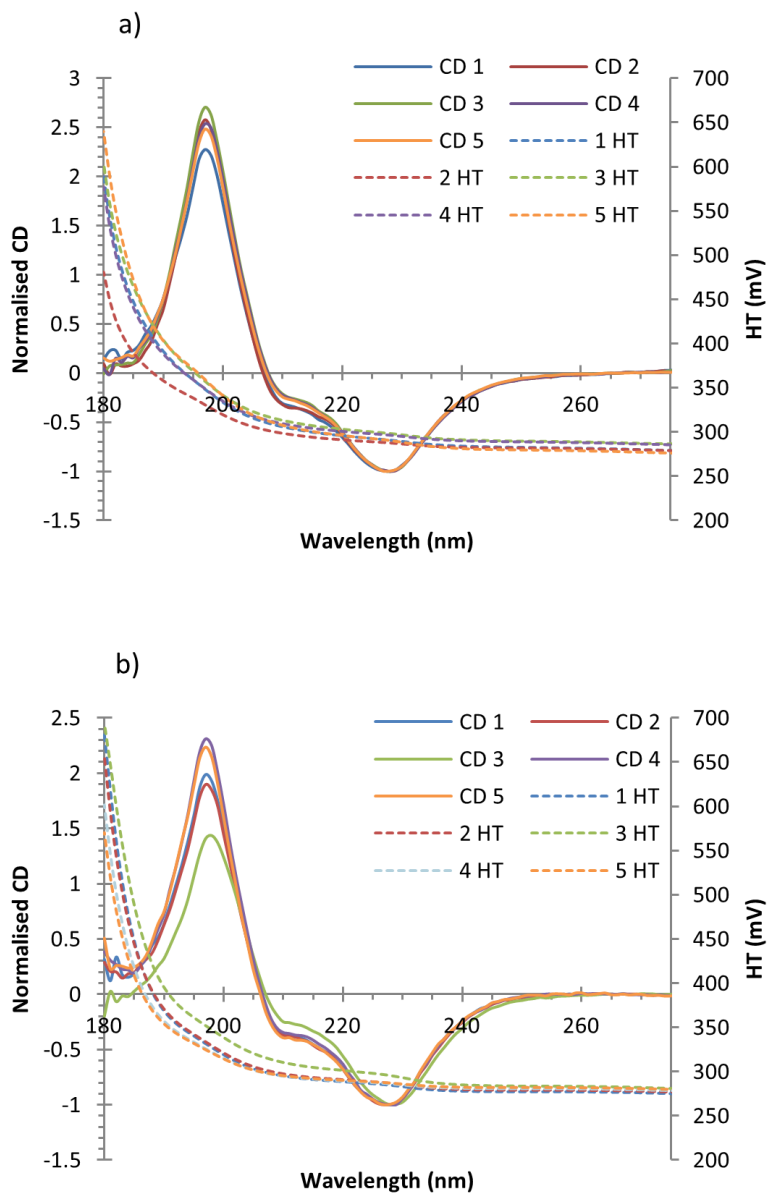 a)
CD 1 CD 2
CD 3 CD 4
CD 5 1 HT
2 HT 3 HT
4 HT 5 HT
3
2.5
2
1.5
1
0.5
0
-0.5
-1
-1.5
Normalised CD
180 200 220 240 260
Wavelength (nm)
700
650
600
550
500
450
400
350
300
250
200
HT (mV)
b)
CD 1 CD 2
CD 3 CD 4
CD 5 1 HT
2 HT 3 HT
4 HT 5 HT
2.5
2
1.5
1
0.5
0
-0.5
-1
-1.5
Normalised CD
180 200 220 240 260
Wavelength (nm)
700
650
600
550
500
450
400
350
300
250
200
HT (mV)